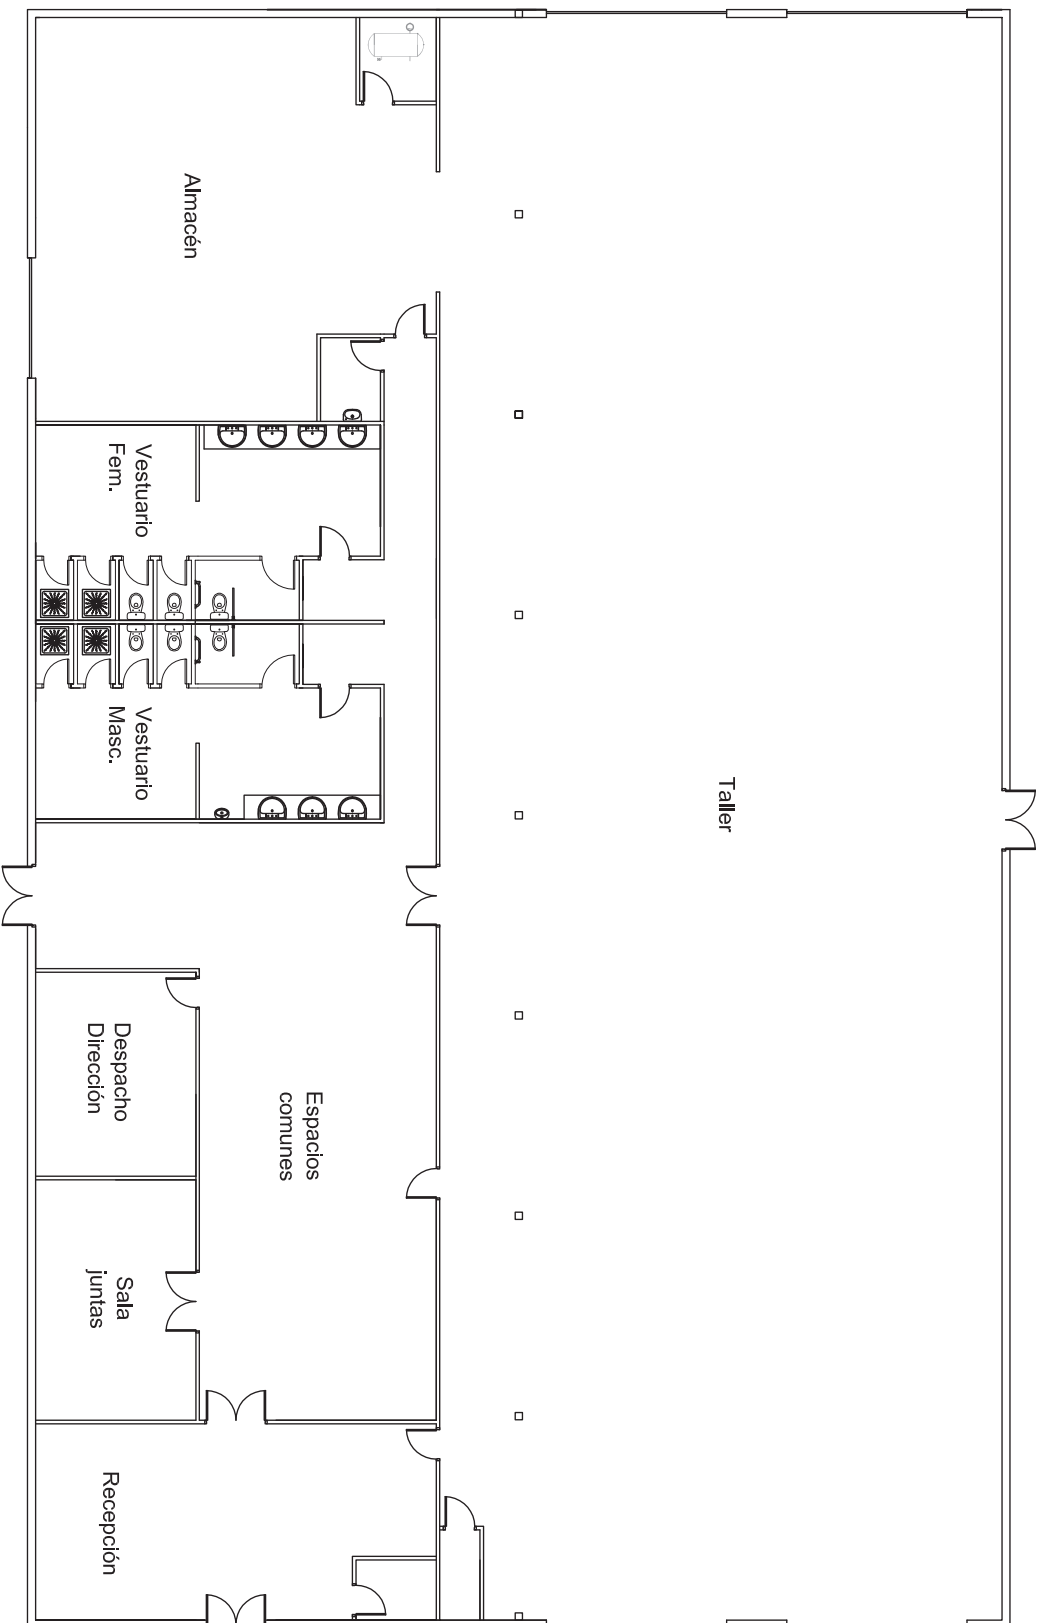 Almacén
Vestuario
Fem.
Vestuario
Masc.
Taller
Despacho
Dirección
Espacios
comunes
Sala
juntas
Recepción